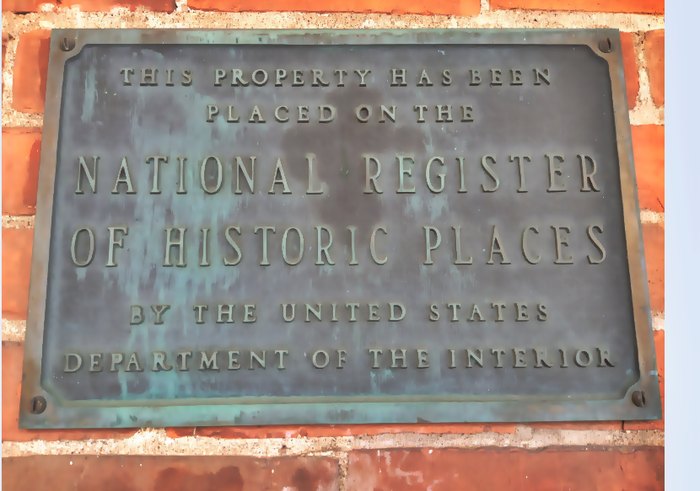 THIS PROPERTY HAS BEEN
PLACED ON THE
NATIONAL REGISTER
OF HISTORIC PLACES
BY THE UNITED STATES
DEPARTMENT OF THE INTERIOR